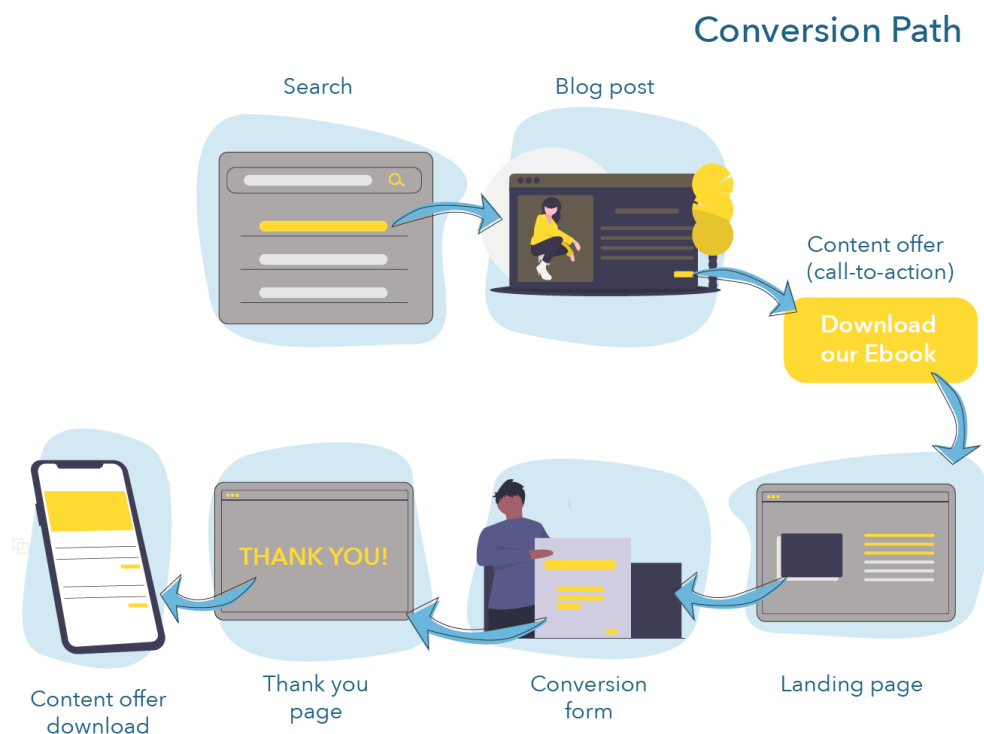 Conversion Path
Search
Blog post
Content offer
(call-to-action)
Download
our Ebook
THANK YOU!
Content offer
download
Thank you
page
Conversion
form
Landing page